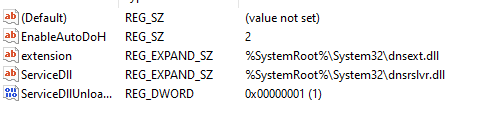 (Default) REG_SZ (value not set)
EnableAutoDoH REG_SZ 2
extension REG_EXPAND_SZ %SystemRoot%\System32\dnsext.dll
ServiceDll REG_EXPAND_SZ %SystemRoot%\System32\dnsrslvr.dll
ServiceDllUnloa... REG_DWORD 0x00000001 (1)